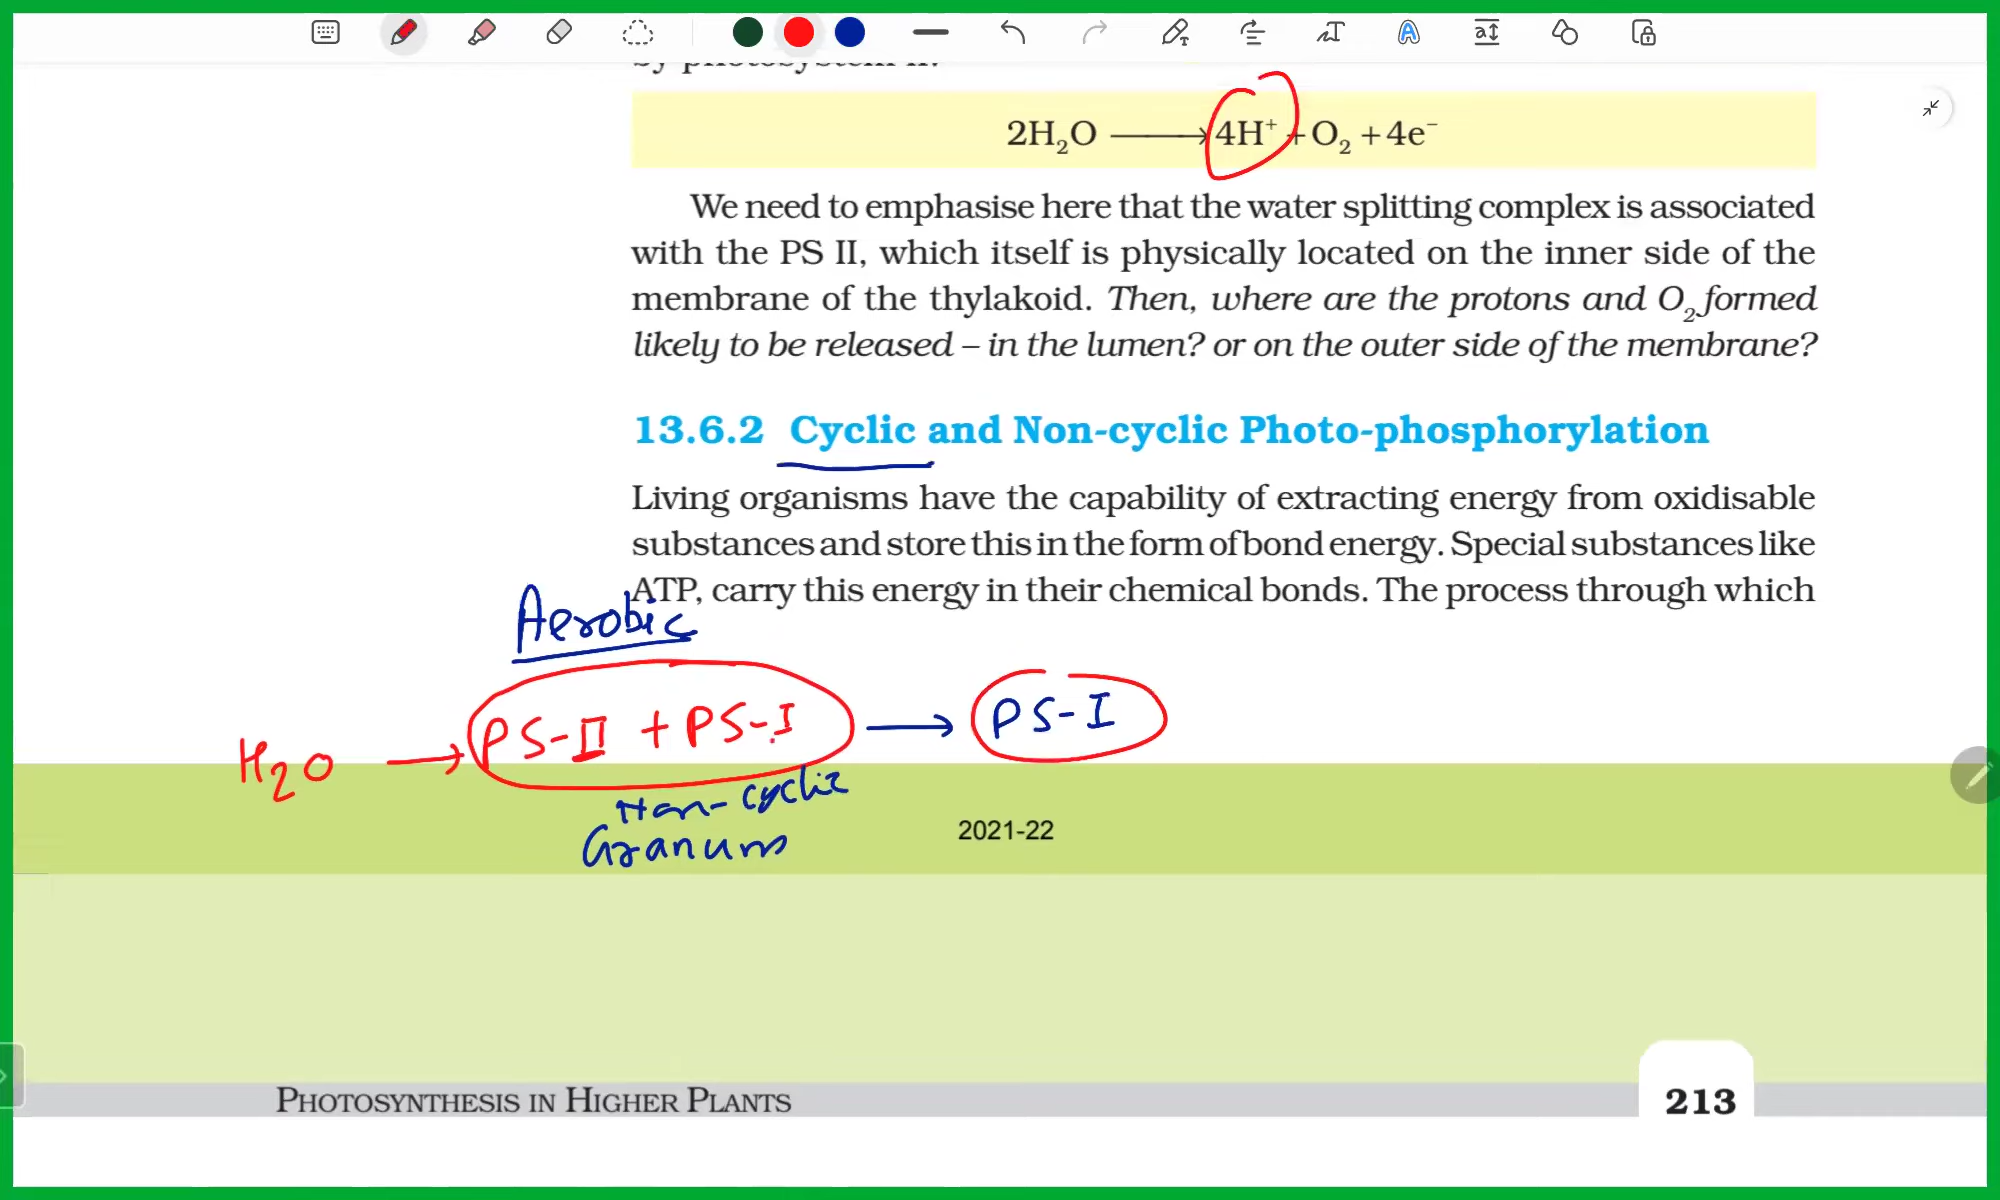 2H₂O ⟶ 4H⁺ + O₂ + 4e⁻
We need to emphasise here that the water splitting complex is associated
with the PS II, which itself is physically located on the inner side of the
membrane of the thylakoid. Then, where are the protons and O₂ formed
likely to be released – in the lumen? or on the outer side of the membrane?
13.6.2 Cyclic and Non-cyclic Photo-phosphorylation
Living organisms have the capability of extracting energy from oxidisable
substances and store this in the form of bond energy. Special substances like
ATP, carry this energy in their chemical bonds. The process through which
Aerobic
H₂O → PS-II + PS-I → PS-I
Non-cyclic
Granum
2021-22
PHOTOSYNTHESIS IN HIGHER PLANTS
213